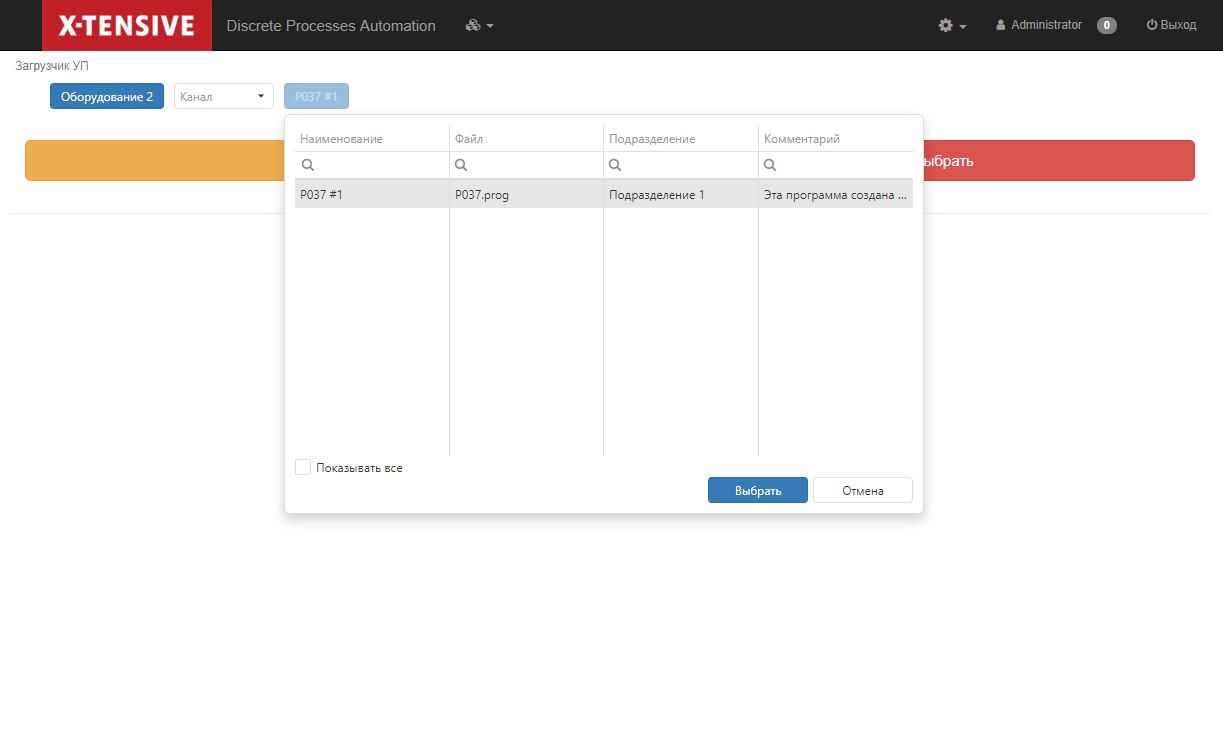 X-TENSIVE Discrete Processes Automation Administrator 0 Выход
Загрузчик УП
Оборудование 2 Канал P037 #1
Наименование Файл Подразделение Комментарий
ыбрать
P037 #1 P037.prog Подразделение 1 Эта программа создана ...
Показывать все
Выбрать Отмена